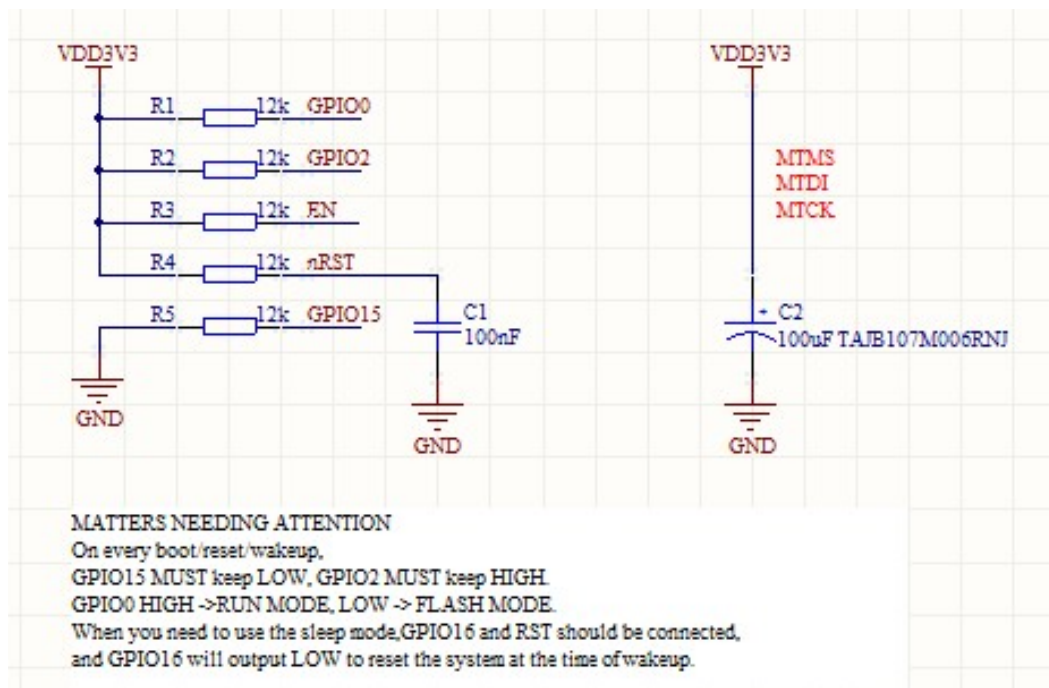 VDD3V3
R1 12k GPIO0
R2 12k GPIO2
R3 12k EN
R4 12k nRST
R5 12k GPIO15
GND
C1
100nF
GND
VDD3V3
MTMS
MTDI
MTCK
+ C2
100uF TAJB107M006RNJ
GND
MATTERS NEEDING ATTENTION
On every boot/reset/wakeup,
GPIO15 MUST keep LOW, GPIO2 MUST keep HIGH.
GPIO0 HIGH ->RUN MODE, LOW -> FLASH MODE.
When you need to use the sleep mode,GPIO16 and RST should be connected,
and GPIO16 will output LOW to reset the system at the time of wakeup.